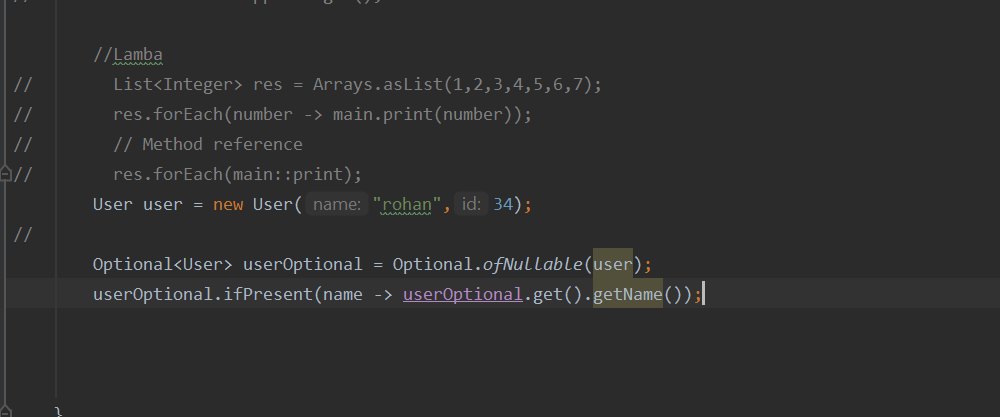 //Lamba
// List<Integer> res = Arrays.asList(1,2,3,4,5,6,7);
// res.forEach(number -> main.print(number));
// // Method reference
// res.forEach(main::print);
User user = new User( name: "rohan", id: 34);
//
Optional<User> userOptional = Optional.ofNullable(user);
userOptional.ifPresent(name -> userOptional.get().getName());
}